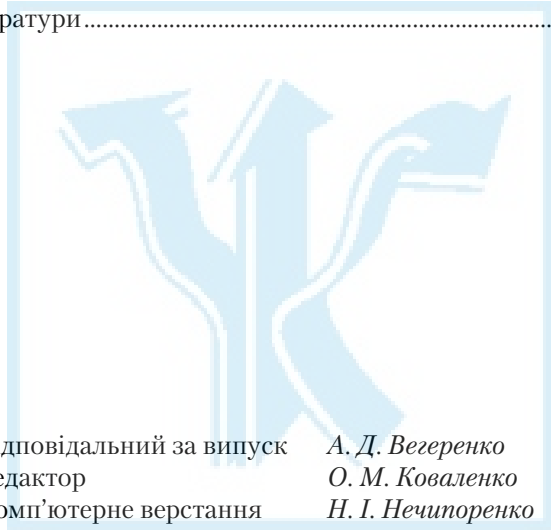 ратури........................................................................
дповідальний за випуск А. Д. Вегеренко
едактор О. М. Коваленко
омп’ютерне верстання Н. І. Нечипоренко